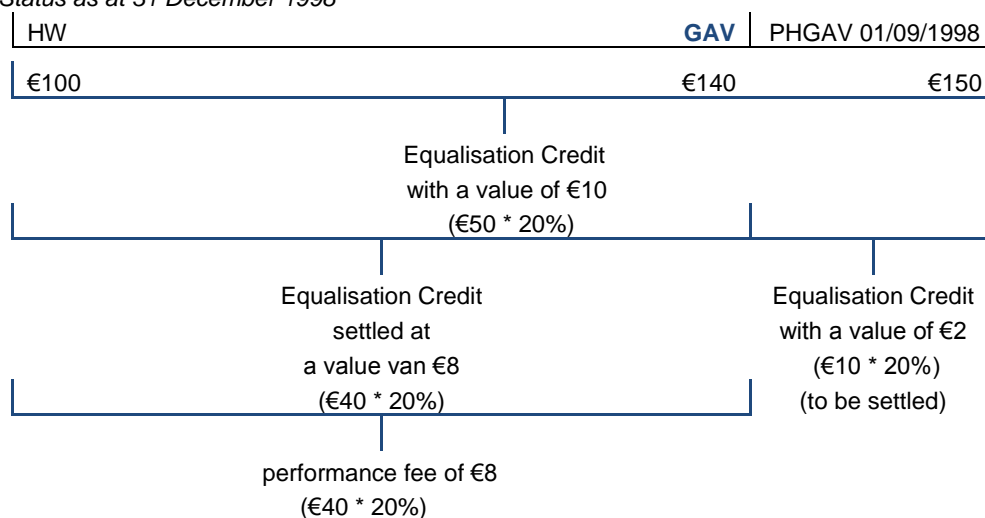 Status as at 31 December 1998
HW GAV PHGAV 01/09/1998
€100 €140 €150
Equalisation Credit
with a value of €10
(€50 * 20%)
Equalisation Credit
settled at
a value van €8
(€40 * 20%)
Equalisation Credit
with a value of €2
(€10 * 20%)
(to be settled)
performance fee of €8
(€40 * 20%)